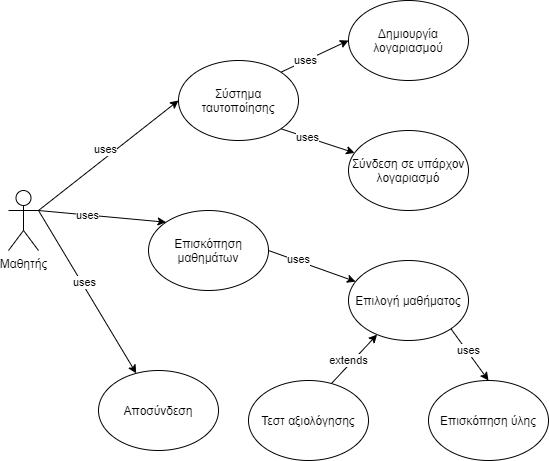 Δημιουργία
λογαριασμού
uses
Σύστημα
ταυτοποίησης
uses
Σύνδεση σε υπάρχον
λογαριασμό
uses
uses
Μαθητής
Επισκόπηση
μαθημάτων
uses
uses
Επιλογή μαθήματος
extends
uses
Αποσύνδεση
Τεστ αξιολόγησης
Επισκόπηση ύλης